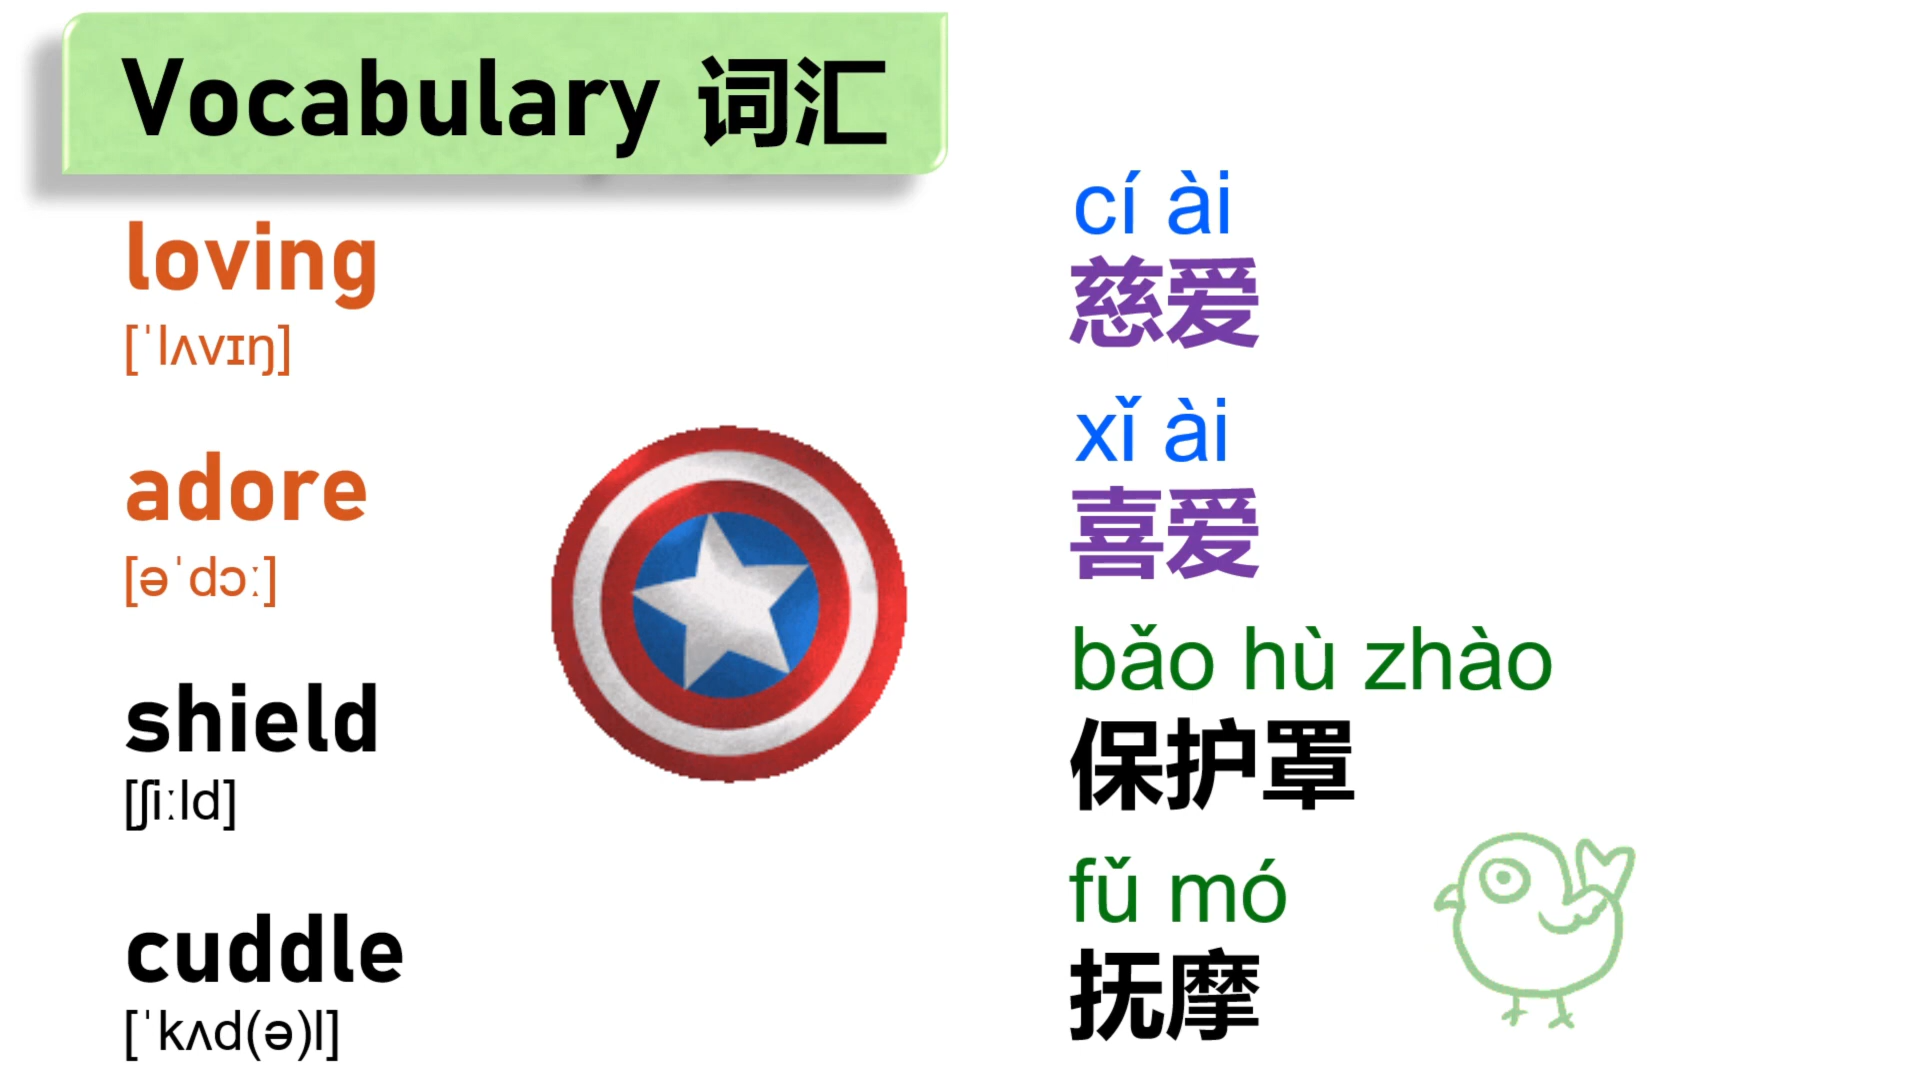 Vocabulary 词汇
loving
[ˈlʌvɪŋ]
cí ài
慈爱
adore
[əˈdɔː]
xǐ ài
喜爱
shield
[ʃiːld]
bǎo hù zhào
保护罩
cuddle
[ˈkʌd(ə)l]
fǔ mó
抚摩